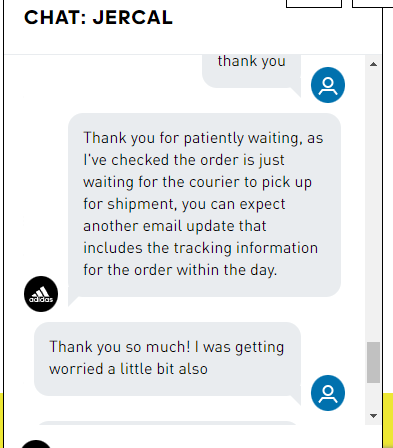 CHAT: JERCAL
thank you
Thank you for patiently waiting, as
I've checked the order is just
waiting for the courier to pick up
for shipment, you can expect
another email update that
includes the tracking information
for the order within the day.
adidas
Thank you so much! I was getting
worried a little bit also